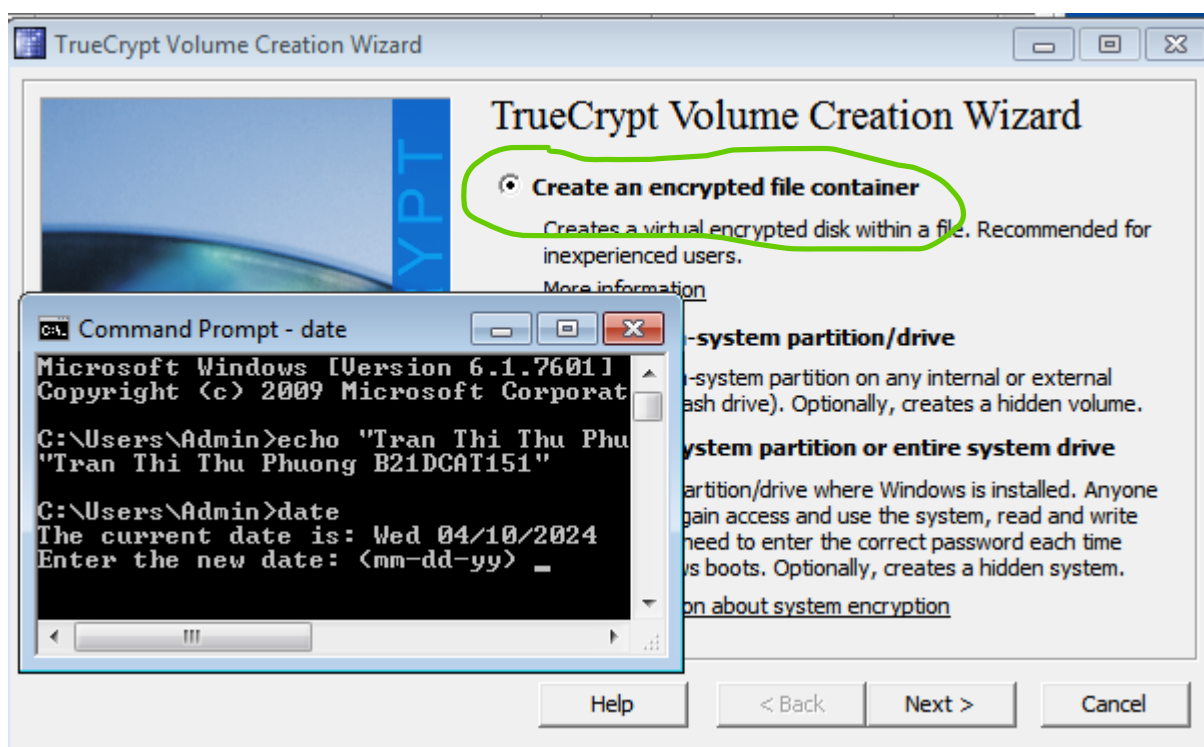 TrueCrypt Volume Creation Wizard
TrueCrypt Volume Creation Wizard
Create an encrypted file container
Creates a virtual encrypted disk within a file. Recommended for
inexperienced users.
More information
-system partition/drive
-system partition on any internal or external
ash drive). Optionally, creates a hidden volume.
ystem partition or entire system drive
artition/drive where Windows is installed. Anyone
gain access and use the system, read and write
need to enter the correct password each time
s boots. Optionally, creates a hidden system.
on about system encryption
Command Prompt - date
Microsoft Windows [Version 6.1.7601]
Copyright (c) 2009 Microsoft Corporat
C:\Users\Admin>echo "Tran Thi Thu Phu
"Tran Thi Thu Phuong B21DCAT151"
C:\Users\Admin>date
The current date is: Wed 04/10/2024
Enter the new date: (mm-dd-yy) _
Help
< Back
Next >
Cancel